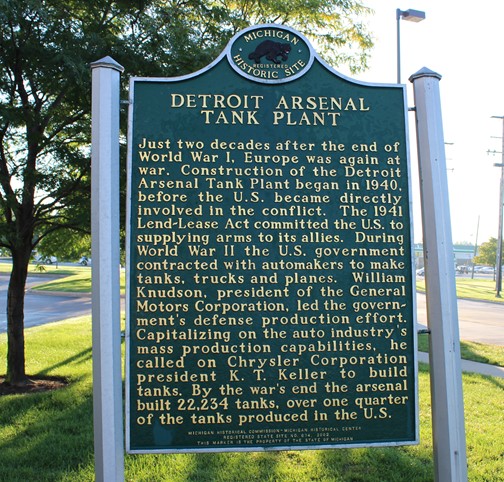 MICHIGAN
REGISTERED
HISTORIC SITE
DETROIT ARSENAL
TANK PLANT
Just two decades after the end of
World War I, Europe was again at
war. Construction of the Detroit
Arsenal Tank Plant began in 1940,
before the U.S. became directly
involved in the conflict. The 1941
Lend-Lease Act committed the U.S. to
supplying arms to its allies. During
World War II the U.S. government
contracted with automakers to make
tanks, trucks and planes. William
Knudson, president of the General
Motors Corporation, led the govern-
ment's defense production effort.
Capitalizing on the auto industry's
mass production capabilities, he
called on Chrysler Corporation
president K. T. Keller to build
tanks. By the war's end the arsenal
built 22,234 tanks, over one quarter
of the tanks produced in the U.S.
MICHIGAN HISTORICAL COMMISSION-MICHIGAN HISTORICAL CENTER
REGISTERED STATE SITE NO.
THIS MARKER IS THE PROPERTY OF THE STATE OF MICHIGAN